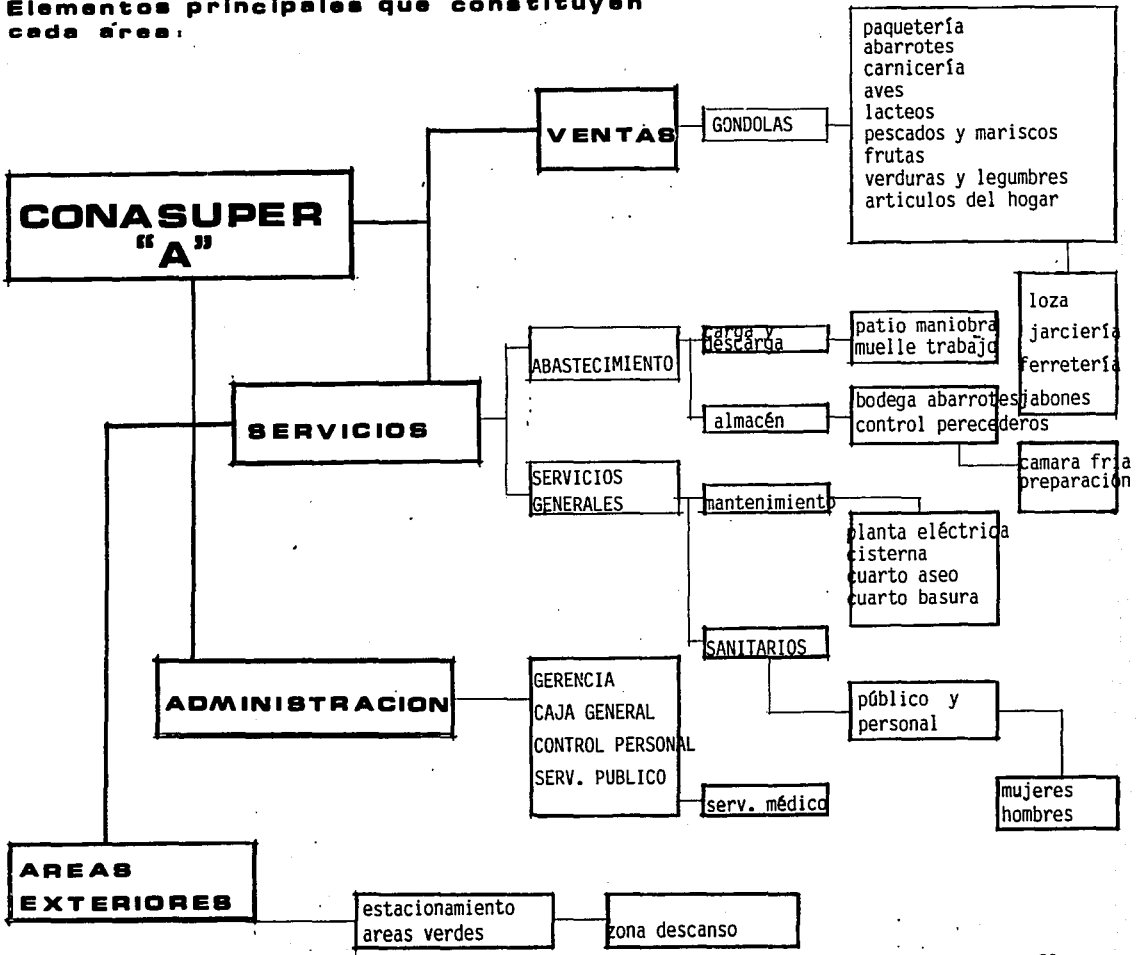 Elementos principales que constituyen
cada área:
paquetería
abarrotes
carnicería
aves
lacteos
pescados y mariscos
frutas
verduras y legumbres
articulos del hogar
VENTAS
GONDOLAS
CONASUPER
"A"
loza
jarciería
ferretería
jabones
ABASTECIMIENTO
carga y
descarga
patio maniobra
muelle trabajo
almacén
bodega abarrotes
control perecederos
camara fria
preparación
SERVICIOS
SERVICIOS
GENERALES
mantenimiento
planta eléctrica
cisterna
cuarto aseo
cuarto basura
SANITARIOS
público y
personal
mujeres
hombres
ADMINISTRACION
GERENCIA
CAJA GENERAL
CONTROL PERSONAL
SERV. PUBLICO
serv. médico
AREAS
EXTERIORES
estacionamiento
areas verdes
zona descanso